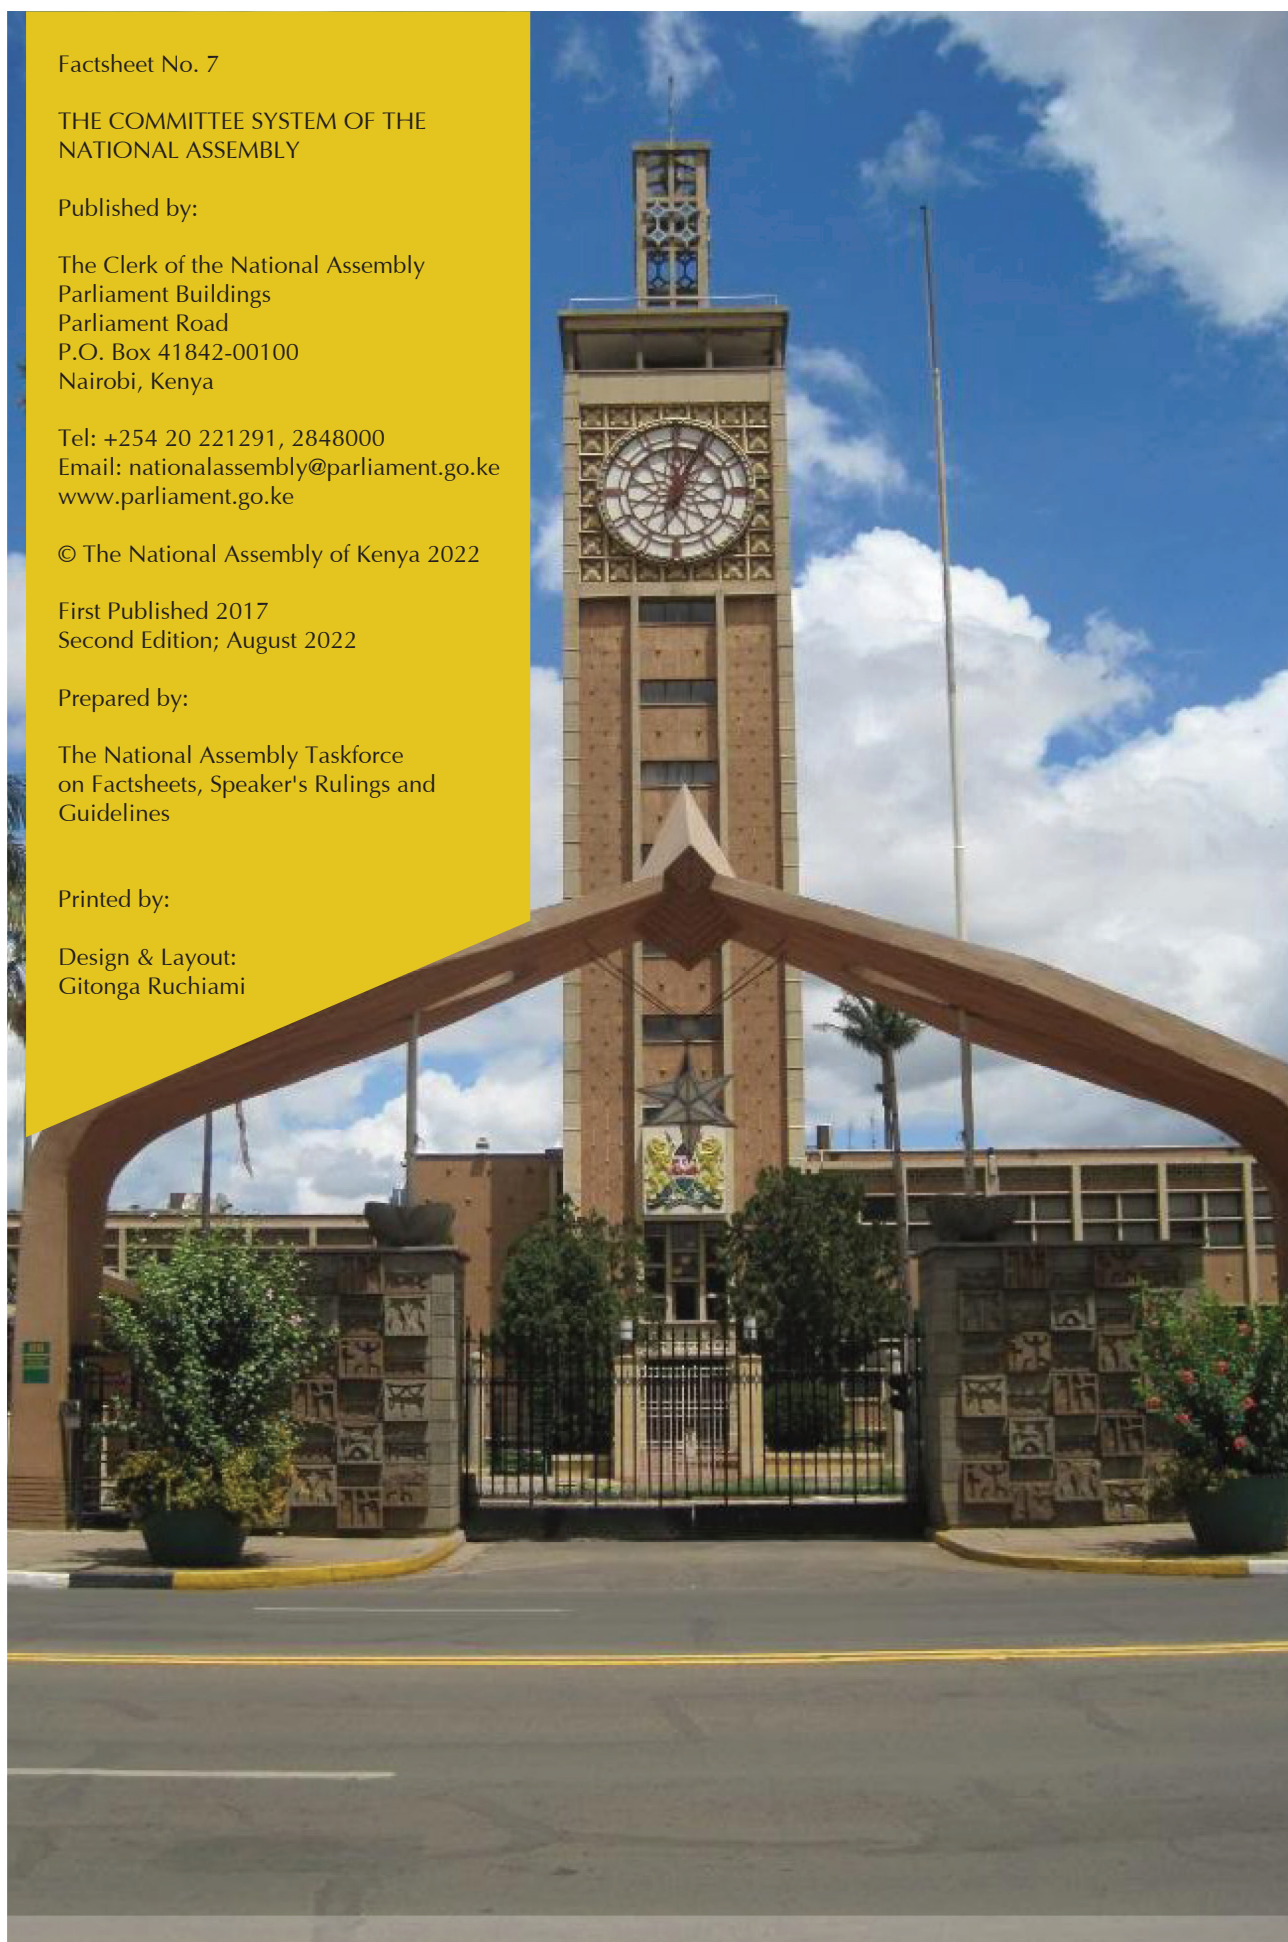 Factsheet No. 7
THE COMMITTEE SYSTEM OF THE
NATIONAL ASSEMBLY
Published by:
The Clerk of the National Assembly
Parliament Buildings
Parliament Road
P.O. Box 41842-00100
Nairobi, Kenya
Tel: +254 20 221291, 2848000
Email: nationalassembly@parliament.go.ke
www.parliament.go.ke
© The National Assembly of Kenya 2022
First Published 2017
Second Edition; August 2022
Prepared by:
The National Assembly Taskforce
on Factsheets, Speaker's Rulings and
Guidelines
Printed by:
Design & Layout:
Gitonga Ruchiami